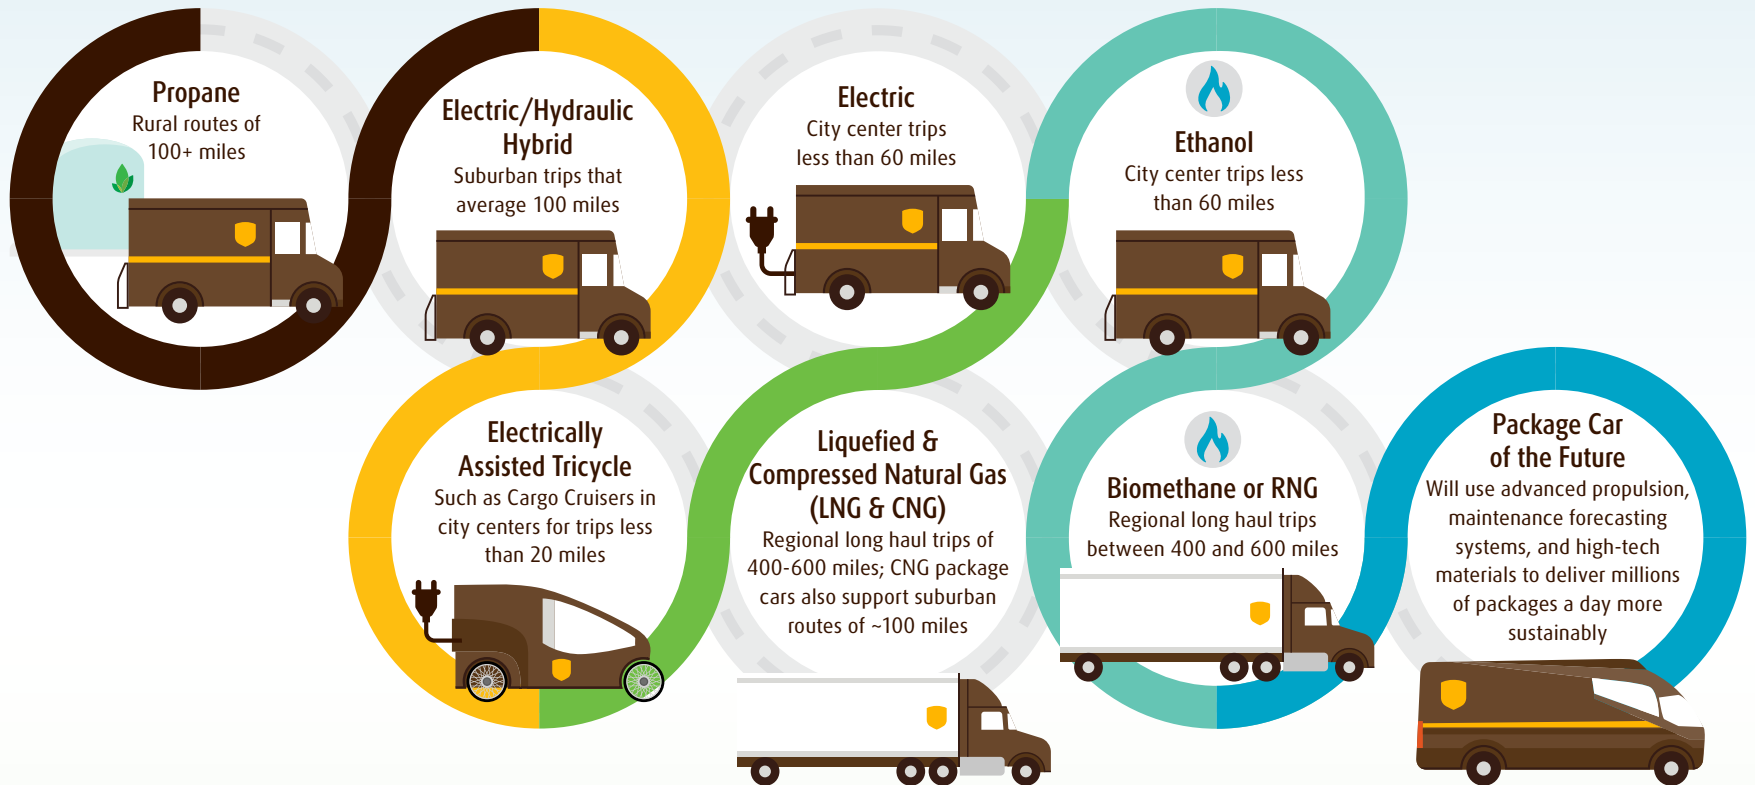 Propane
Rural routes of
100+ miles
Electric/Hydraulic
Hybrid
Suburban trips that
average 100 miles
Electric
City center trips
less than 60 miles
Ethanol
City center trips less
than 60 miles
Electrically
Assisted Tricycle
Such as Cargo Cruisers in
city centers for trips less
than 20 miles
Liquefied &
Compressed Natural Gas
(LNG & CNG)
Regional long haul trips of
400-600 miles; CNG package
cars also support suburban
routes of ~100 miles
Biomethane or RNG
Regional long haul trips
between 400 and 600 miles
Package Car
of the Future
Will use advanced propulsion,
maintenance forecasting
systems, and high-tech
materials to deliver millions
of packages a day more
sustainably